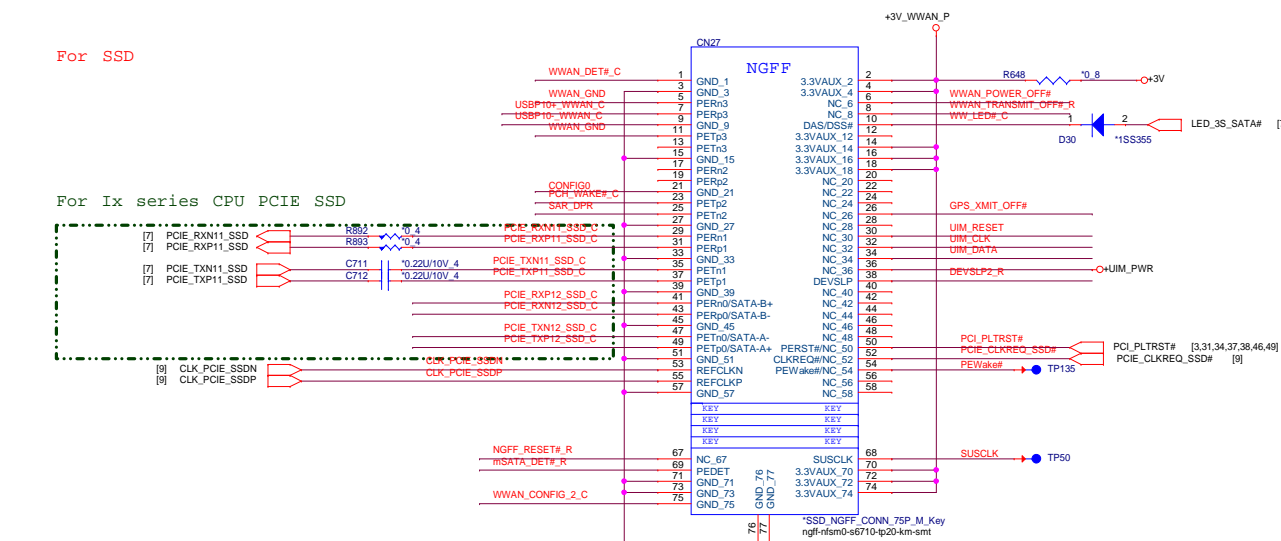 +3V_WWAN_P
CN27
For SSD
NGFF
WWAN_DET#_C 1 GND_1 3.3VAUX_2 2 R648 *0_8 +3V
3 GND_3 3.3VAUX_4 4
WWAN_GND 5 PERn3 NC_6 6 WWAN_POWER_OFF#
USBP10+_WWAN_C 7 PERp3 NC_8 8 WWAN_TRANSMIT_OFF#_R
USBP10-_WWAN_C 9 GND_9 DAS/DSS# 10 WW_LED#_C 1 2 LED_3S_SATA#
WWAN_GND 11 PETp3 3.3VAUX_12 12 D30 *1SS355
13 PETn3 3.3VAUX_14 14
15 GND_15 3.3VAUX_16 16
17 PERn2 3.3VAUX_18 18
19 PERp2 NC_20 20
CONFIG0 21 GND_21 NC_22 22
PCH_WAKE#_C 23 PETp2 NC_24 24
SAR_DPR 25 PETn2 NC_26 26 GPS_XMIT_OFF#
For Ix series CPU PCIE SSD
27 GND_27 NC_28 28
[7] PCIE_RXN11_SSD R892 *0_4 PCIE_RXN11_SSD_C 29 PERn1 NC_30 30 UIM_RESET
[7] PCIE_RXP11_SSD R893 *0_4 PCIE_RXP11_SSD_C 31 PERp1 NC_32 32 UIM_CLK
33 GND_33 NC_34 34 UIM_DATA
[7] PCIE_TXN11_SSD C711 *0.22U/10V_4 PCIE_TXN11_SSD_C 35 PETn1 NC_36 36 +UIM_PWR
[7] PCIE_TXP11_SSD C712 *0.22U/10V_4 PCIE_TXP11_SSD_C 37 PETp1 DEVSLP 38 DEVSLP2_R
39 GND_39 NC_40 40
PCIE_RXP12_SSD_C 41 PERn0/SATA-B+ NC_42 42
PCIE_RXN12_SSD_C 43 PERp0/SATA-B- NC_44 44
45 GND_45 NC_46 46
PCIE_TXN12_SSD_C 47 PETn0/SATA-A- NC_48 48
PCIE_TXP12_SSD_C 49 PETp0/SATA-A+ PERST#/NC_50 50 PCI_PLTRST# PCI_PLTRST# [3,31,34,37,38,46,49]
51 GND_51 CLKREQ#/NC_52 52 PCIE_CLKREQ_SSD# PCIE_CLKREQ_SSD# [9]
[9] CLK_PCIE_SSDN CLK_PCIE_SSDN 53 REFCLKN PEWake#/NC_54 54 PEWake# TP135
[9] CLK_PCIE_SSDP CLK_PCIE_SSDP 55 REFCLKP NC_56 56
57 GND_57 NC_58 58
KEY KEY
KEY KEY
KEY KEY
KEY KEY
NGFF_RESET#_R 67 NC_67 SUSCLK 68 SUSCLK TP50
mSATA_DET#_R 69 PEDET 3.3VAUX_70 70
71 GND_71 3.3VAUX_72 72
73 GND_73 3.3VAUX_74 74
WWAN_CONFIG_2_C 75 GND_75
GND_76
GND_77
76
77
*SSD_NGFF_CONN_75P_M_Key
ngff-nfsm0-s6710-tp20-km-smt